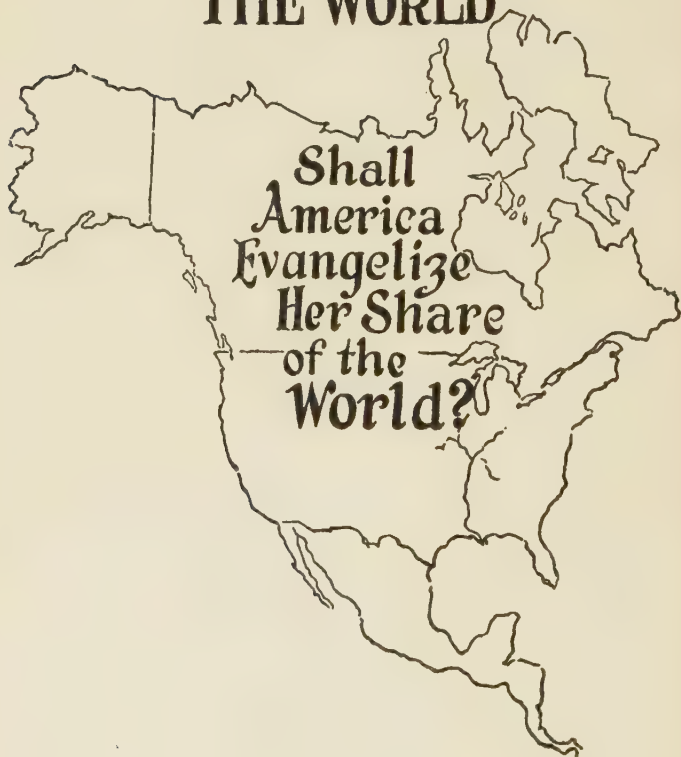 THE WORLD
Shall
America
Evangelize
Her Share
of the
World?